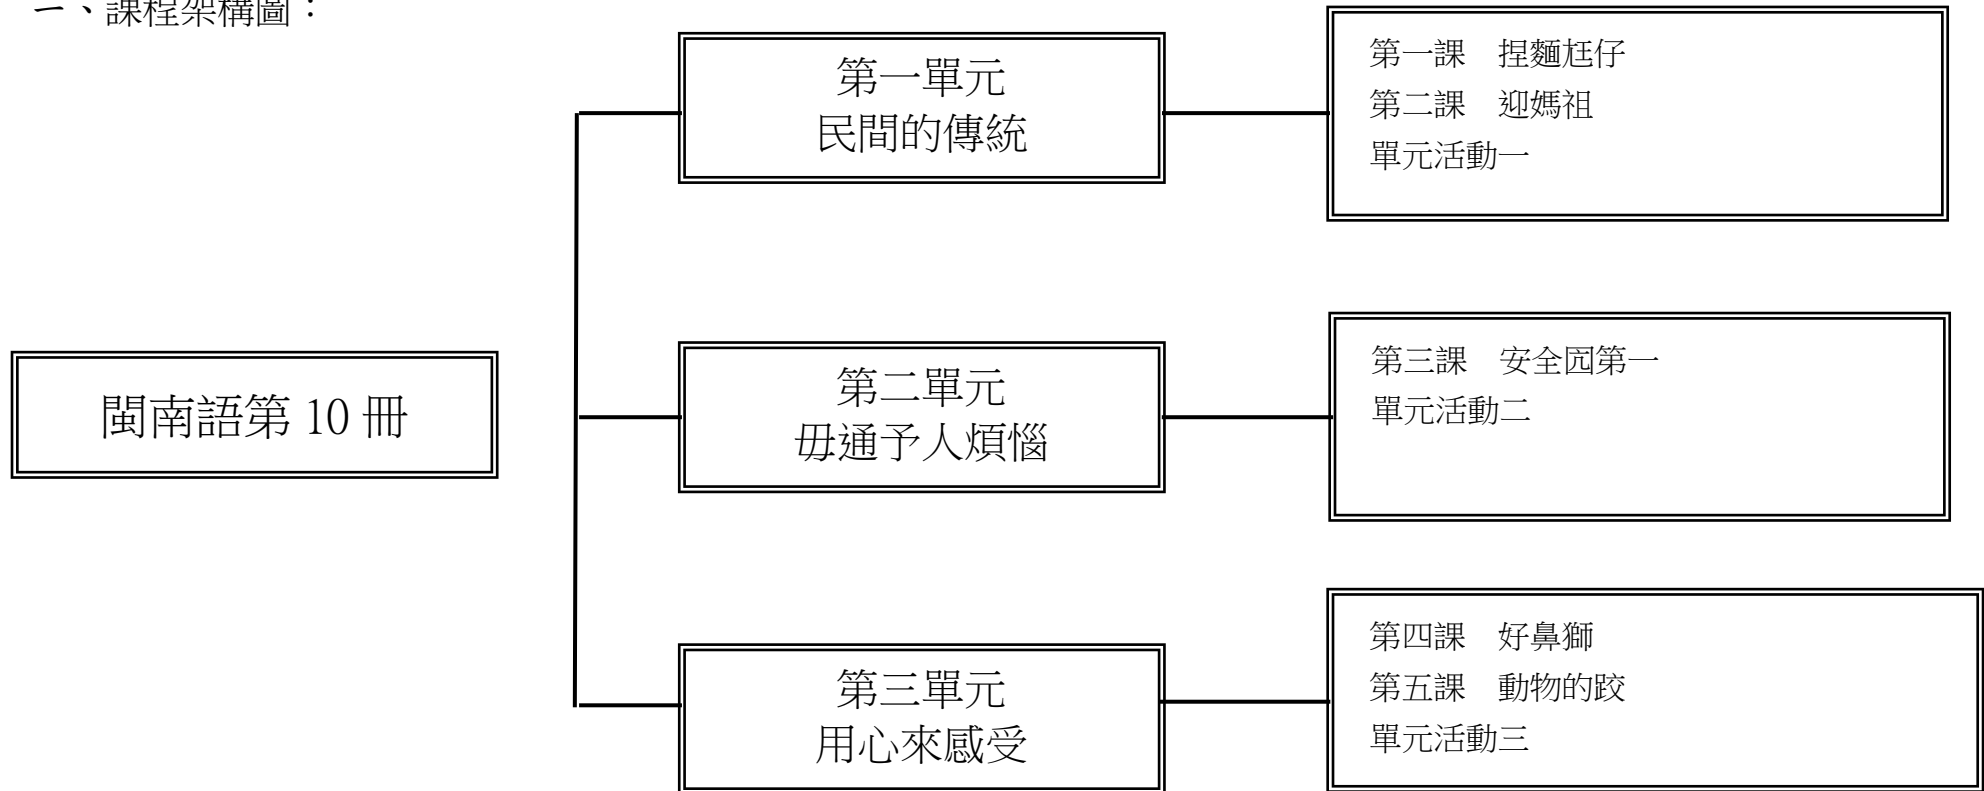 一、課程架構圖：
閩南語第 10 冊
第一單元
民間的傳統
第一課　捏麵尫仔
第二課　迎媽祖
單元活動一
第二單元
毋通予人煩惱
第三課　安全囥第一
單元活動二
第三單元
用心來感受
第四課　好鼻獅
第五課　動物的跤
單元活動三